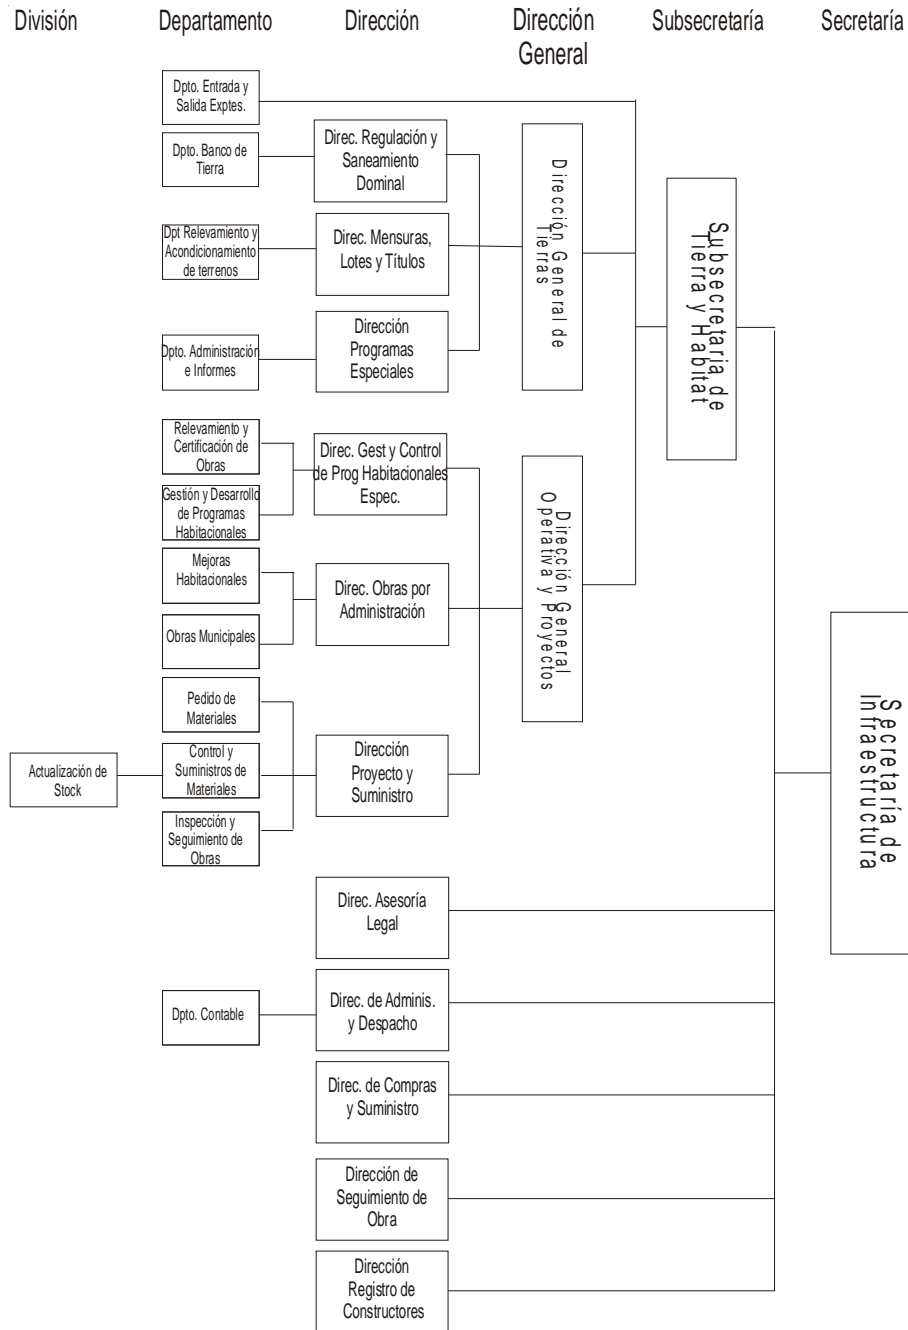 División
Departamento
Dirección
Dirección
General
Subsecretaría
Secretaría
Dpto. Entrada y
Salida Exptes.
Dpto. Banco de
Tierra
Direc. Regulación y
Saneamiento
Dominal
Dpt Relevamiento y
Acondicionamiento
de terrenos
Direc. Mensuras,
Lotes y Títulos
Dpto. Administración
e Informes
Dirección
Programas
Especiales
Dirección General de
Tierras
Subsecretaria de
Tierra y Habitat
Relevamiento y
Certificación de
Obras
Gestión y Desarrollo
de Programas
Habitacionales
Direc. Gest y Control
de Prog Habitacionales
Espec.
Mejoras
Habitacionales
Obras Municipales
Direc. Obras por
Administración
Dirección General
Operativa y Proyectos
Pedido de
Materiales
Actualización de
Stock
Control y
Suministros de
Materiales
Inspección y
Seguimiento de
Obras
Dirección
Proyecto y
Suministro
Secretaría de
Infraestructura
Direc. Asesoría
Legal
Dpto. Contable
Direc. de Adminis.
y Despacho
Direc. de Compras
y Suministro
Dirección de
Seguimiento de
Obra
Dirección
Registro de
Constructores